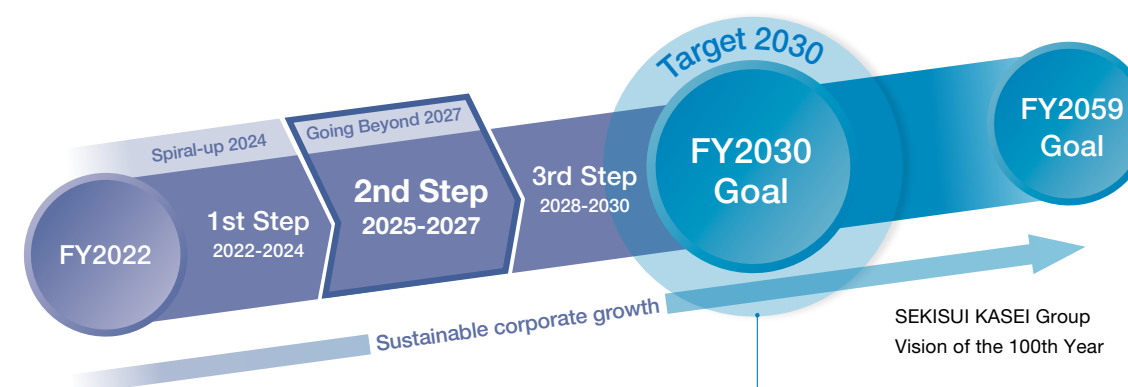 Target 2030
Spiral-up 2024
Going Beyond 2027
FY2022
1st Step
2022-2024
2nd Step
2025-2027
3rd Step
2028-2030
FY2030
Goal
FY2059
Goal
Sustainable corporate growth
SEKISUI KASEI Group
Vision of the 100th Year